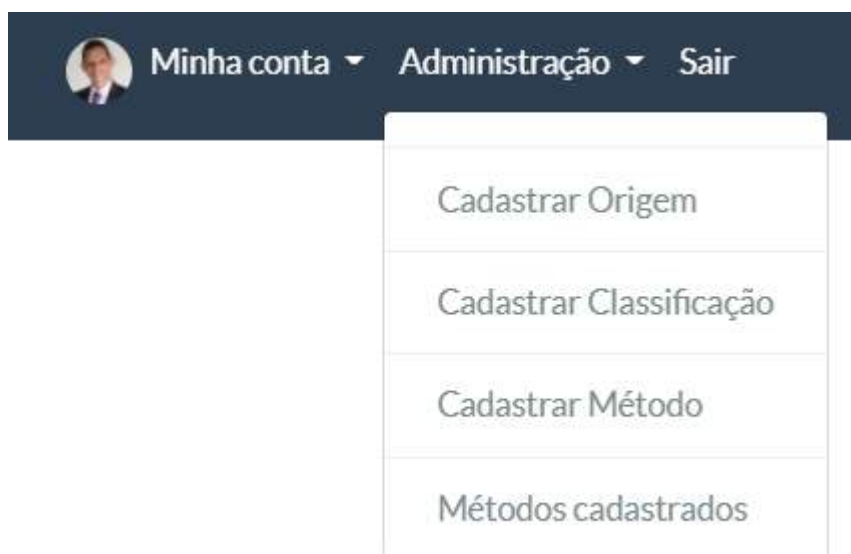 Minha conta Administração Sair
Cadastrar Origem
Cadastrar Classificação
Cadastrar Método
Métodos cadastrados